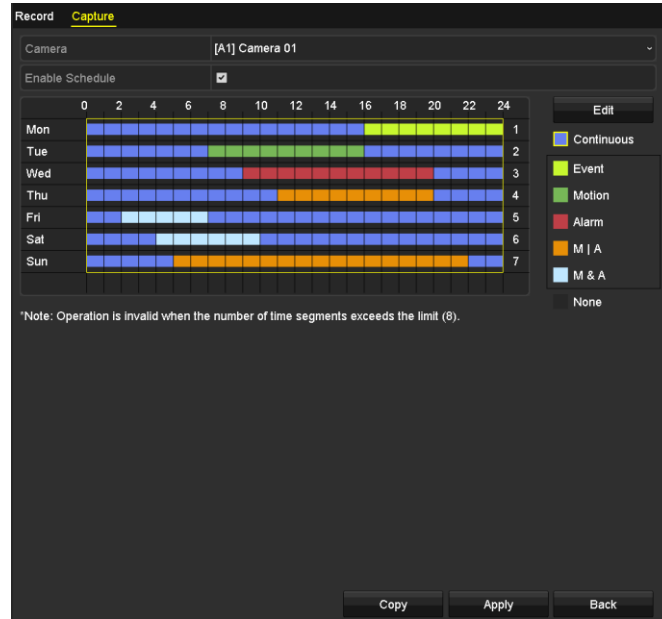 Record Capture
Camera [A1] Camera 01
Enable Schedule
0 2 4 6 8 10 12 14 16 18 20 22 24
Edit
Mon 1
Continuous
Tue 2
Wed 3
Event
Thu 4
Motion
Fri 5
Alarm
Sat 6
M | A
Sun 7
M & A
None
*Note: Operation is invalid when the number of time segments exceeds the limit (8).
Copy Apply Back